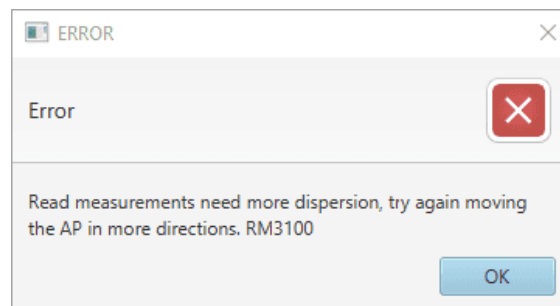 ERROR
Error
Read measurements need more dispersion, try again moving
the AP in more directions. RM3100
OK